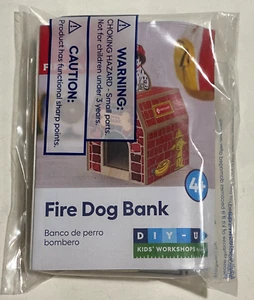 WARNING:
CHOKING HAZARD - Small parts.
Not for children under 3 years.
CAUTION:
Product has functional sharp points.
4+
Fire Dog Bank
Banco de perro
bombero
DIY-U
KIDS' WORKSHOPS